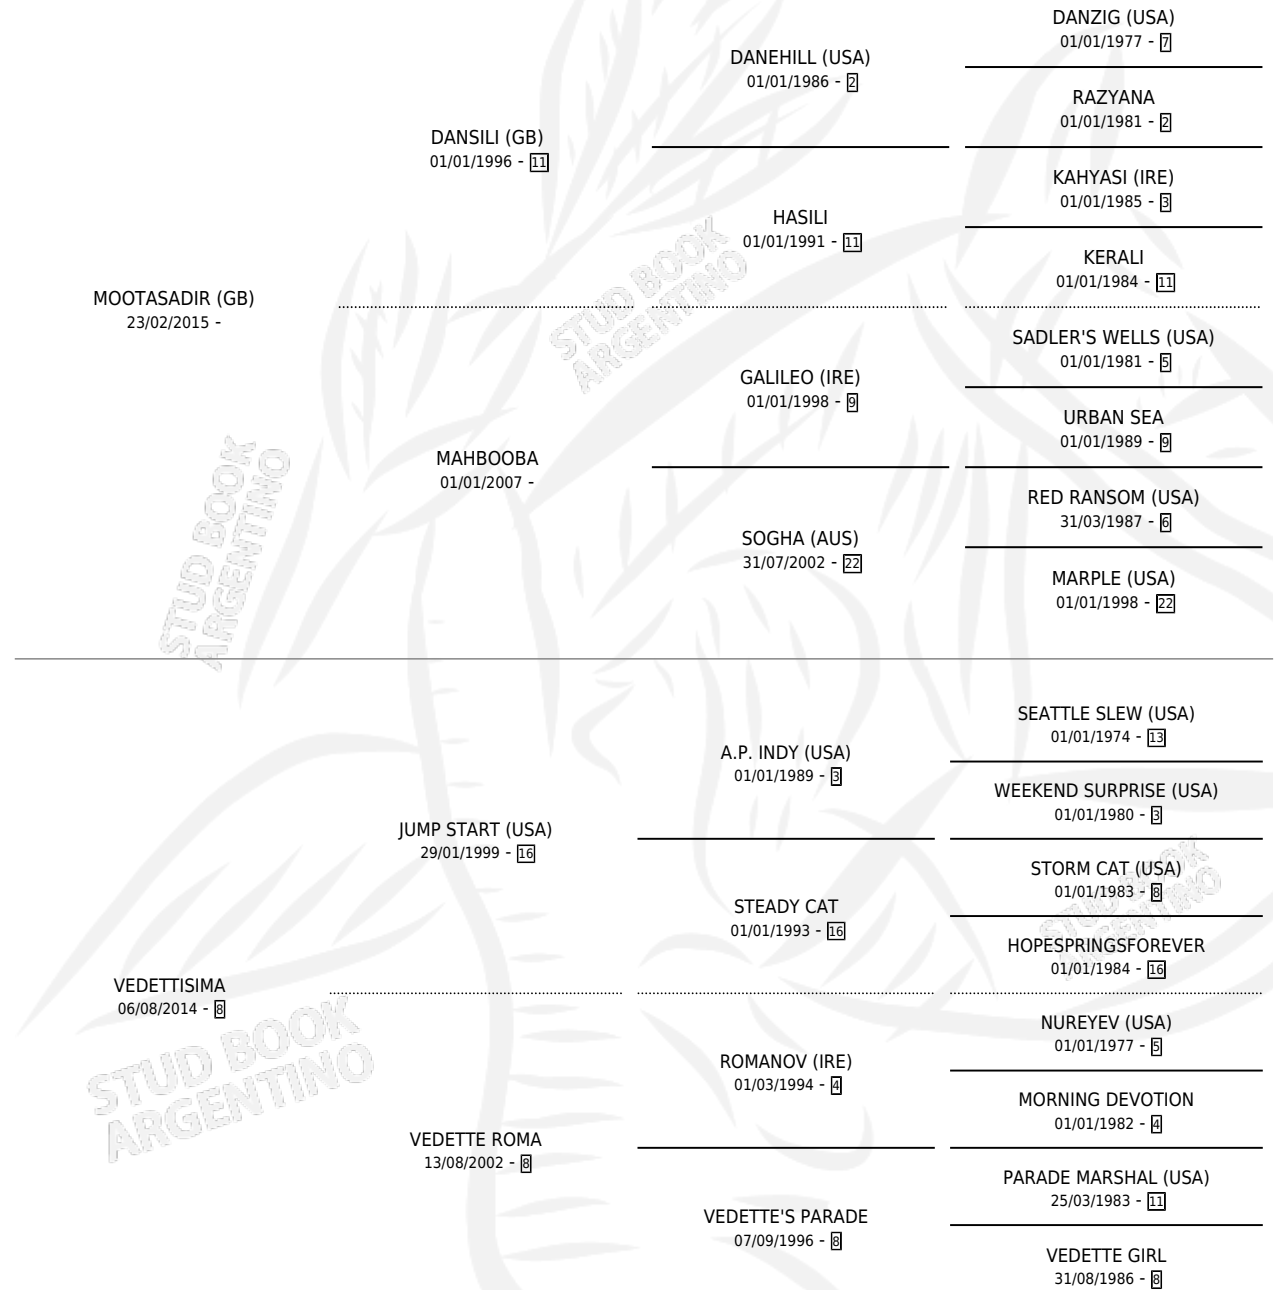 DANZIG (USA)
01/01/1977 - 7
DANEHILL (USA)
01/01/1986 - 2
RAZYANA
01/01/1981 - 2
DANSILI (GB)
01/01/1996 - 11
KAHYASI (IRE)
01/01/1985 - 3
HASILI
01/01/1991 - 11
KERALI
01/01/1984 - 11
MOOTASADIR (GB)
23/02/2015 -
STUD BOOK
ARGENTINO
SADLER'S WELLS (USA)
01/01/1981 - 5
GALILEO (IRE)
01/01/1998 - 9
URBAN SEA
01/01/1989 - 9
MAHBOOBA
01/01/2007 -
RED RANSOM (USA)
31/03/1987 - 6
SOGHA (AUS)
31/07/2002 - 22
MARPLE (USA)
01/01/1998 - 22
STUD BOOK
ARGENTINO
SEATTLE SLEW (USA)
01/01/1974 - 13
A.P. INDY (USA)
01/01/1989 - 3
WEEKEND SURPRISE (USA)
01/01/1980 - 3
JUMP START (USA)
29/01/1999 - 16
STORM CAT (USA)
01/01/1983 - 8
STEADY CAT
01/01/1993 - 16
STUD BOOK
ARGENTINO
HOPESPRINGSFOREVER
01/01/1984 - 16
VEDETTISIMA
06/08/2014 - 8
STUD BOOK
ARGENTINO
NUREYEV (USA)
01/01/1977 - 5
ROMANOV (IRE)
01/03/1994 - 4
MORNING DEVOTION
01/01/1982 - 4
VEDETTE ROMA
13/08/2002 - 8
PARADE MARSHAL (USA)
25/03/1983 - 11
VEDETTE'S PARADE
07/09/1996 - 8
VEDETTE GIRL
31/08/1986 - 8